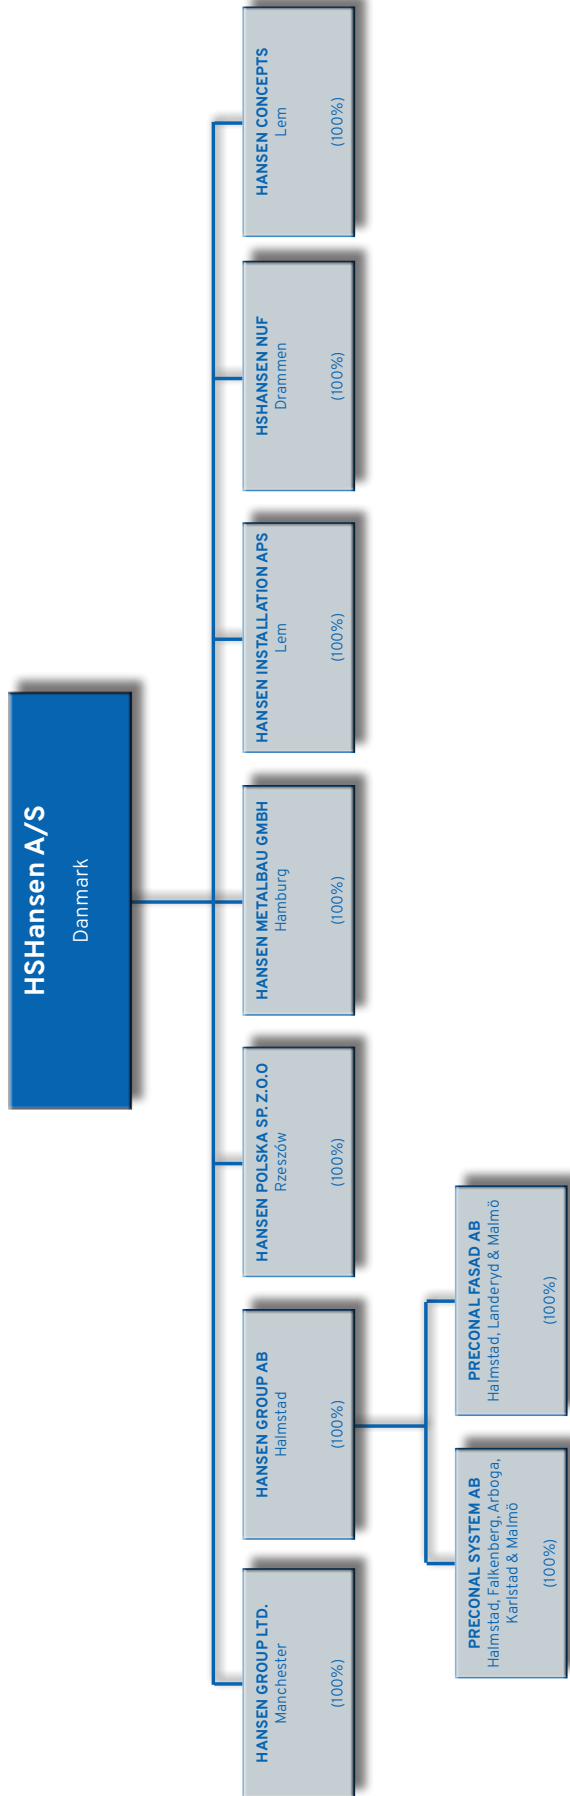 HSHansen A/S
Danmark
HANSEN GROUP LTD.
Manchester
(100%)
HANSEN GROUP AB
Halmstad
(100%)
HANSEN POLSKA SP. Z.O.O
Rzeszów
(100%)
HANSEN METALBAU GMBH
Hamburg
(100%)
HANSEN INSTALLATION APS
Lem
(100%)
HSHANSEN NUF
Drammen
(100%)
HANSEN CONCEPTS
Lem
(100%)
PRECONAL SYSTEM AB
Halmstad, Falkenberg, Arboga,
Karlstad & Malmö
(100%)
PRECONAL FASAD AB
Halmstad, Landeryd & Malmö
(100%)